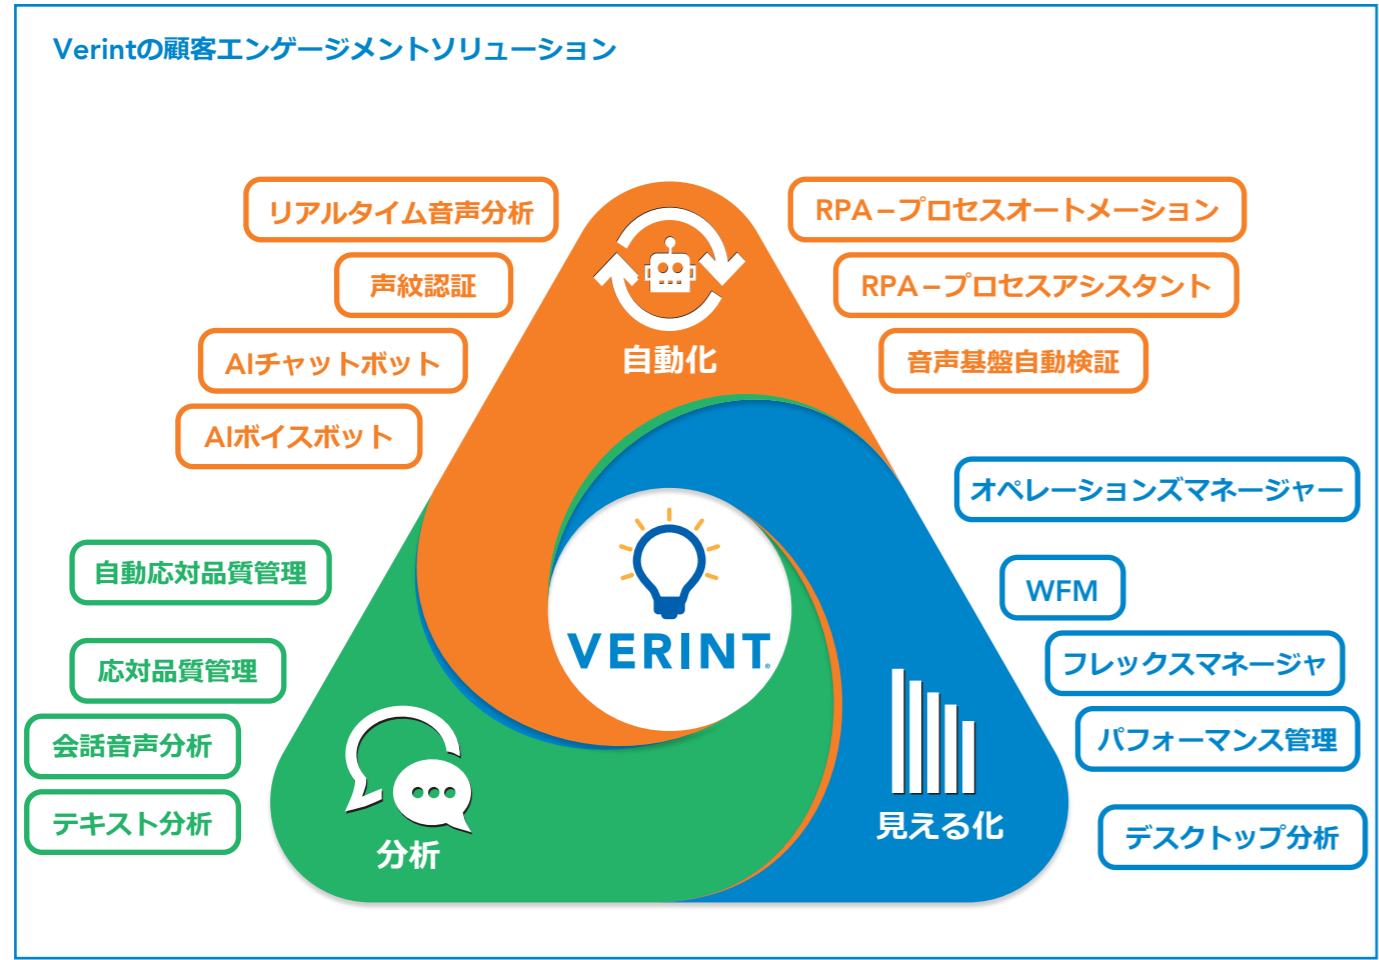 Verintの顧客エンゲージメントソリューション
リアルタイム音声分析
声紋認証
AIチャットボット
AIボイスボット
RPA–プロセスオートメーション
RPA–プロセスアシスタント
音声基盤自動検証
自動化
オペレーションズマネージャー
WFM
フレックスマネージャ
パフォーマンス管理
デスクトップ分析
見える化
自動応対品質管理
応対品質管理
会話音声分析
テキスト分析
分析
VERINT.